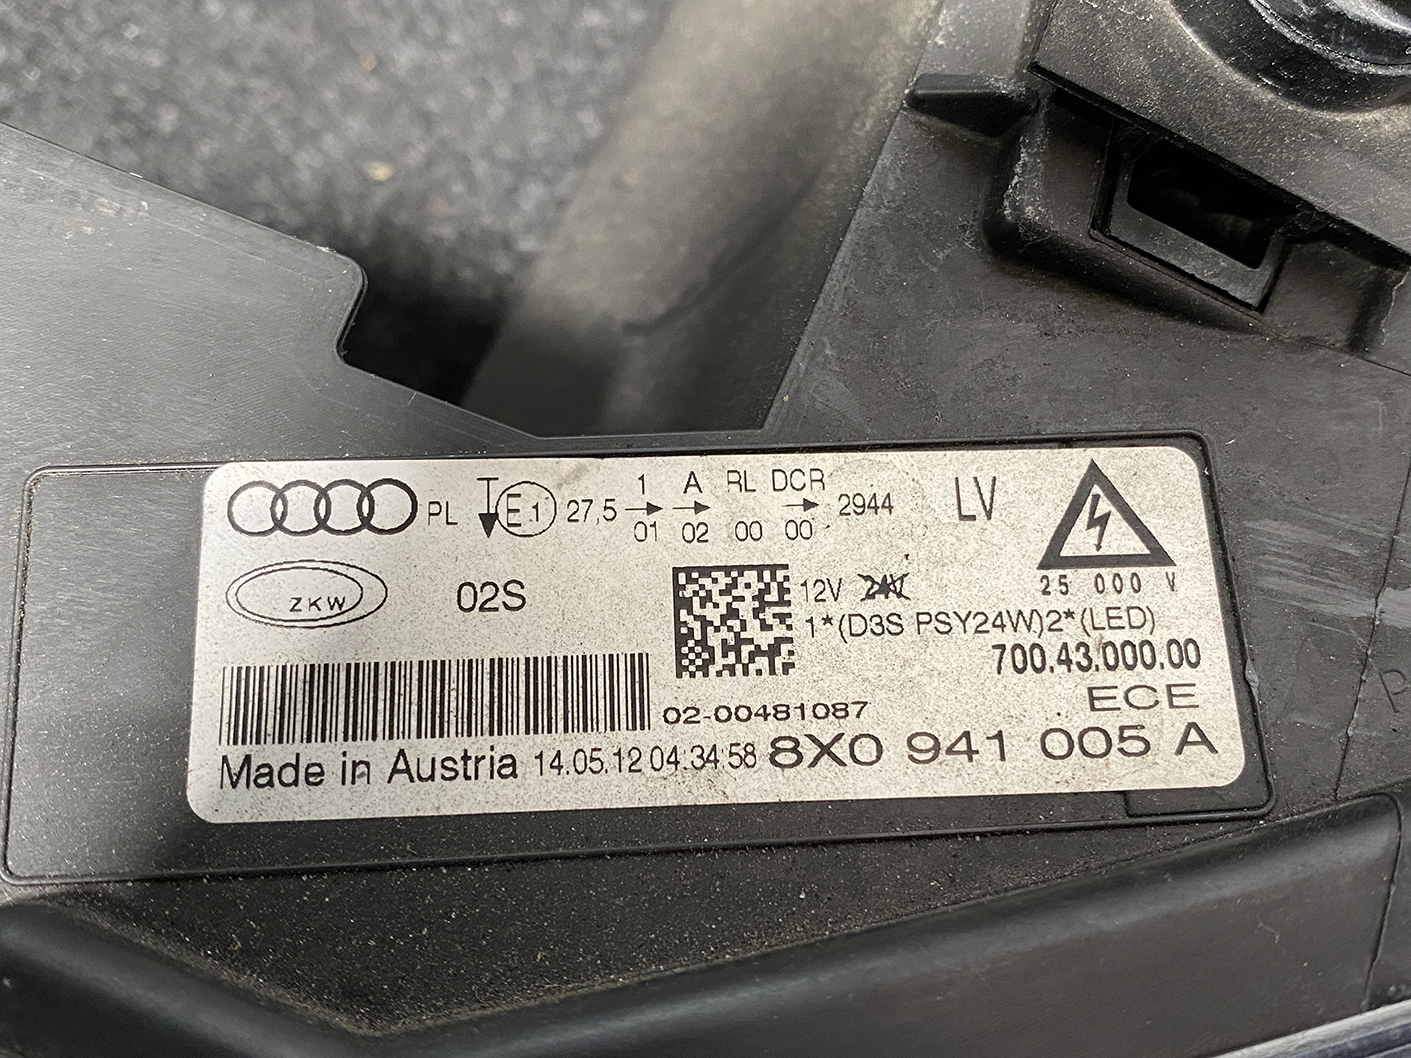 PL E1 27,5 1 A RL DCR 2944 LV
01 02 00 00
ZKW 02S 12V 24V 25 000 V
1*(D3S PSY24W)2*(LED)
700.43.000.00
02-00481087 ECE
Made in Austria 14.05.12 04.34 58 8X0 941 005 A